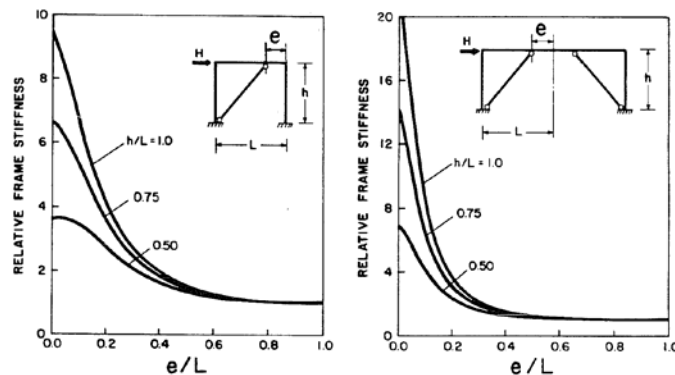 RELATIVE FRAME STIFFNESS
10
8
6
4
2
0
H
e
h
L
h/L = 1.0
0.75
0.50
0.0
0.2
0.4
0.6
0.8
1.0
e/L
RELATIVE FRAME STIFFNESS
20
16
12
8
4
0
H
e
h
L
h/L = 1.0
0.75
0.50
0.0
0.2
0.4
0.6
0.8
1.0
e/L